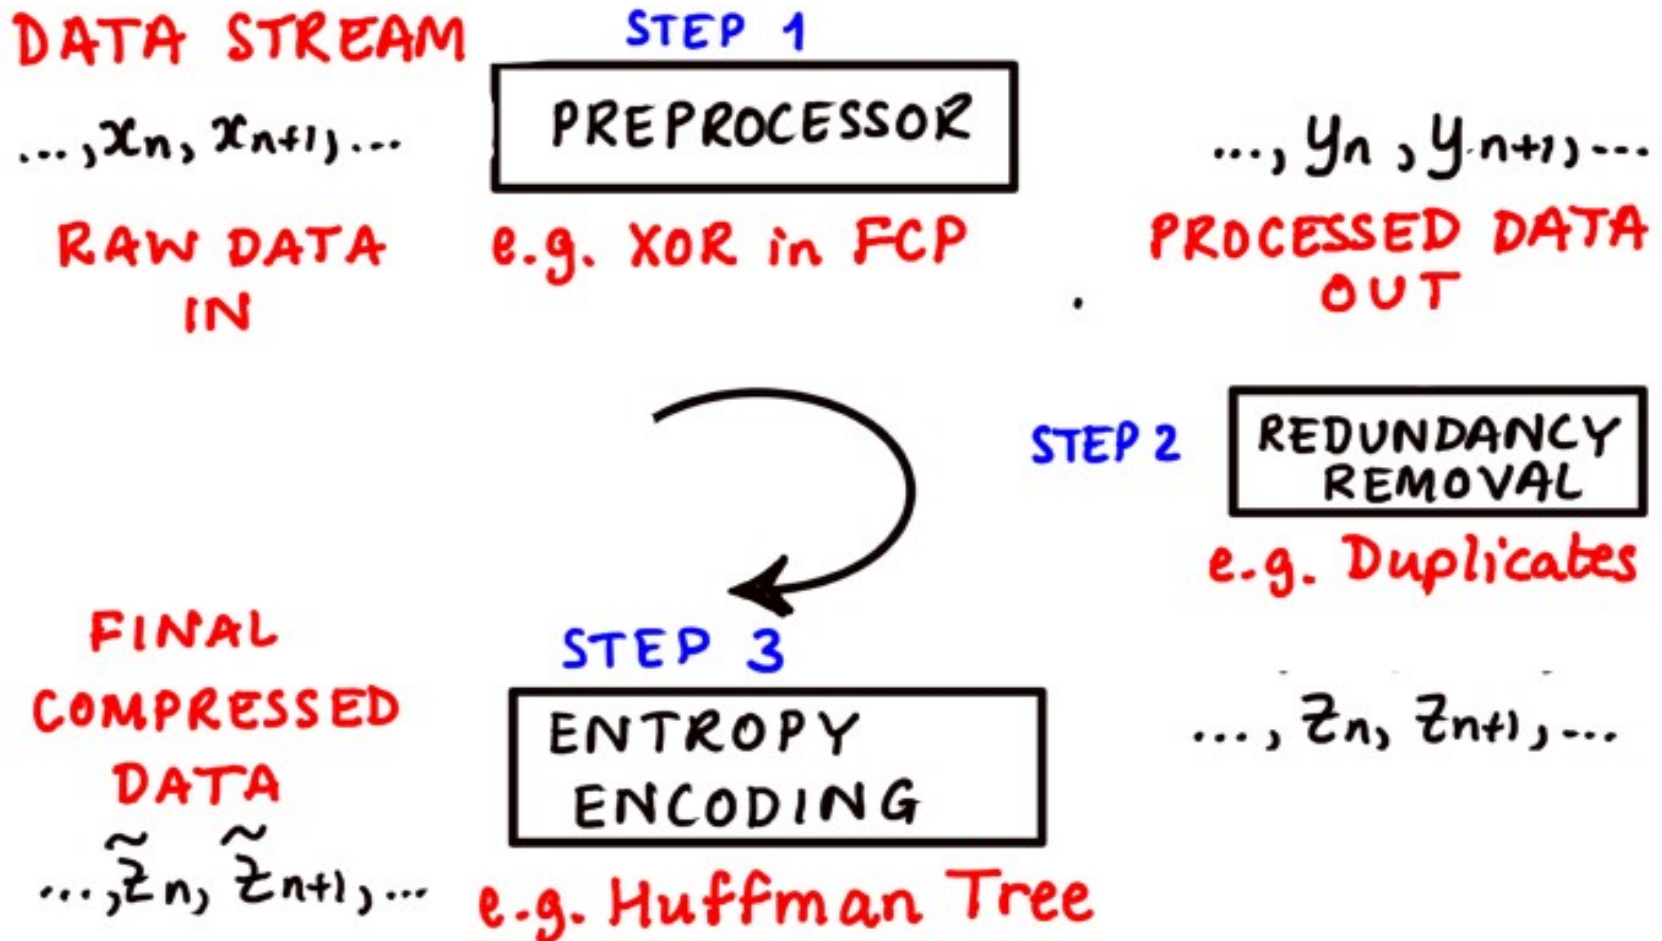 DATA STREAM
..., xn, xn+1, ...
RAW DATA
IN
STEP 1
PREPROCESSOR
e.g. XOR in FCP
..., yn, yn+1, ...
PROCESSED DATA
OUT
STEP 2
REDUNDANCY
REMOVAL
e.g. Duplicates
..., zn, zn+1, ...
STEP 3
ENTROPY
ENCODING
e.g. Huffman Tree
FINAL
COMPRESSED
DATA
..., z̃n, z̃n+1, ...